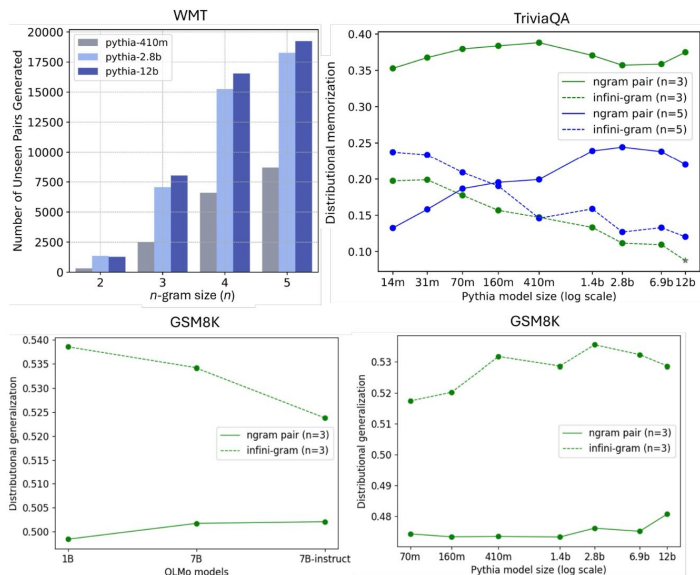 WMT
Number of Unseen Pairs Generated
20000
17500
15000
12500
10000
7500
5000
2500
0
pythia-410m
pythia-2.8b
pythia-12b
2 3 4 5
n-gram size (n)
TriviaQA
Distributional memorization
0.40
0.35
0.30
0.25
0.20
0.15
0.10
ngram pair (n=3)
infini-gram (n=3)
ngram pair (n=5)
infini-gram (n=5)
14m 31m 70m 160m 410m 1.4b 2.8b 6.9b 12b
Pythia model size (log scale)
GSM8K
Distributional generalization
0.540
0.535
0.530
0.525
0.520
0.515
0.510
0.505
0.500
ngram pair (n=3)
infini-gram (n=3)
1B 7B 7B-instruct
OLMo models
GSM8K
Distributional generalization
0.53
0.52
0.51
0.50
0.49
0.48
ngram pair (n=3)
infini-gram (n=3)
70m 160m 410m 1.4b 2.8b 6.9b 12b
Pythia model size (log scale)